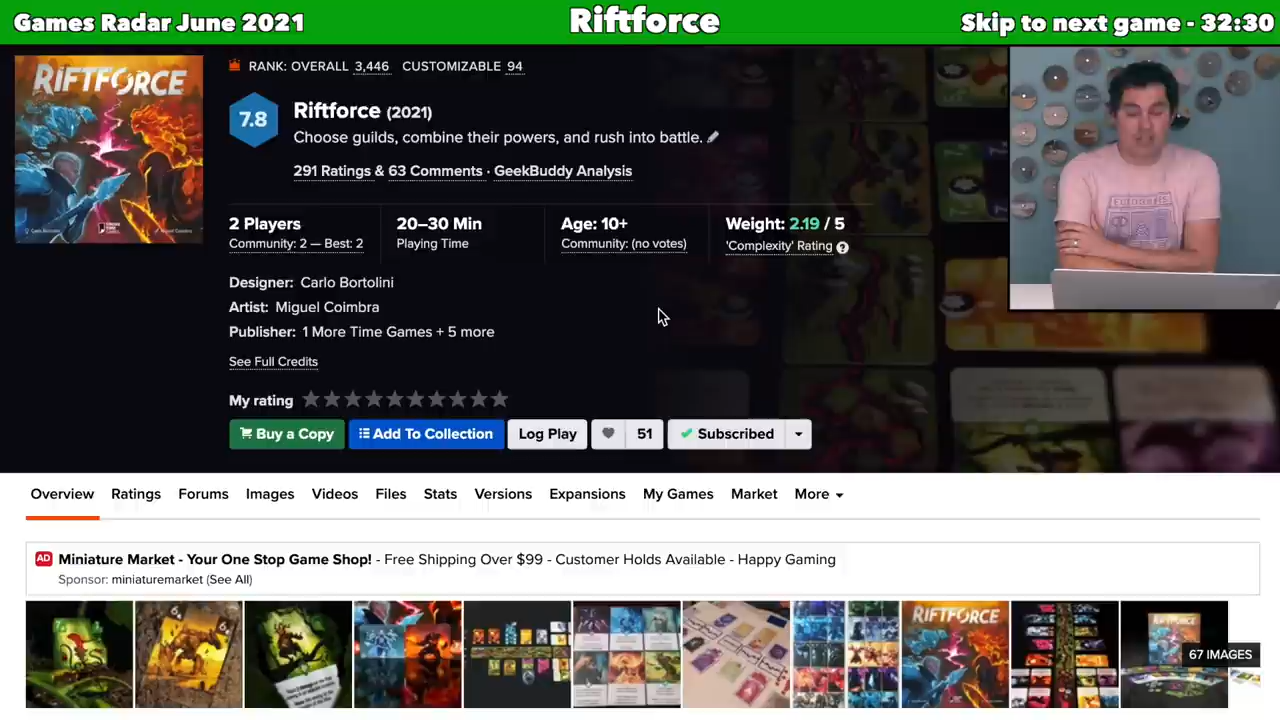 Games Radar June 2021
Riftforce
Skip to next game - 32:30
RIFTFORCE
RANK: OVERALL 3,446 CUSTOMIZABLE 94
7.8
Riftforce (2021)
Choose guilds, combine their powers, and rush into battle.
291 Ratings & 63 Comments · GeekBuddy Analysis
2 Players
Community: 2 — Best: 2
20–30 Min
Playing Time
Age: 10+
Community: (no votes)
Weight: 2.19 / 5
'Complexity' Rating ?
Designer: Carlo Bortolini
Artist: Miguel Coimbra
Publisher: 1 More Time Games + 5 more
See Full Credits
My rating
Buy a Copy
Add To Collection
Log Play
51
Subscribed
Overview Ratings Forums Images Videos Files Stats Versions Expansions My Games Market More
AD Miniature Market - Your One Stop Game Shop! - Free Shipping Over $99 - Customer Holds Available - Happy Gaming
Sponsor: miniaturemarket (See All)
RIFTFORCE
67 IMAGES